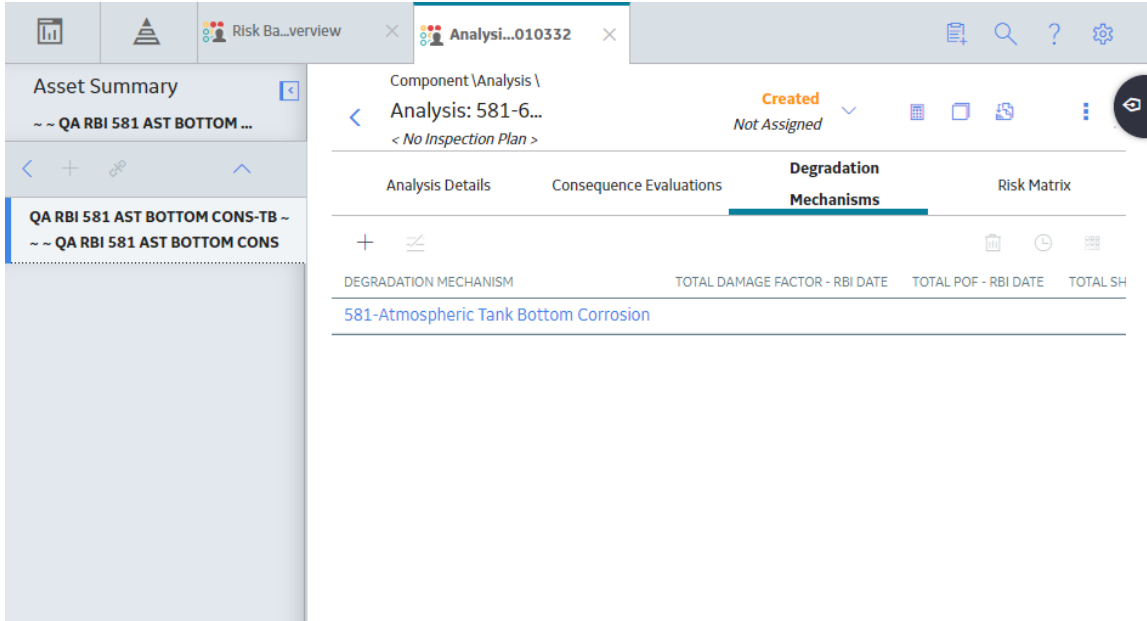 Risk Ba...verview
Analysi...010332
Asset Summary
~ ~ QA RBI 581 AST BOTTOM ...
QA RBI 581 AST BOTTOM CONS-TB ~
~ ~ QA RBI 581 AST BOTTOM CONS
Component \Analysis \
Analysis: 581-6...
< No Inspection Plan >
Created
Not Assigned
Analysis Details
Consequence Evaluations
Degradation
Mechanisms
Risk Matrix
DEGRADATION MECHANISM
TOTAL DAMAGE FACTOR - RBI DATE
TOTAL POF - RBI DATE
TOTAL SH
581-Atmospheric Tank Bottom Corrosion